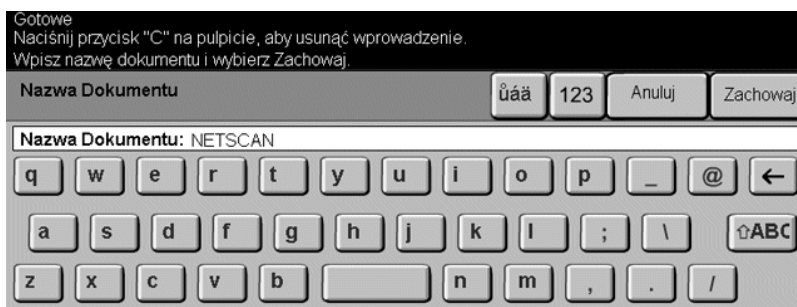 Gotowe
Naciśnij przycisk "C" na pulpicie, aby usunąć wprowadzenie.
Wpisz nazwę dokumentu i wybierz Zachowaj.
Nazwa Dokumentu ůáä 123 Anuluj Zachowaj
Nazwa Dokumentu: NETSCAN
q w e r t y u i o p _ @ ←
a s d f g h j k l ; \ ⇧ABC
z x c v b n m , . /